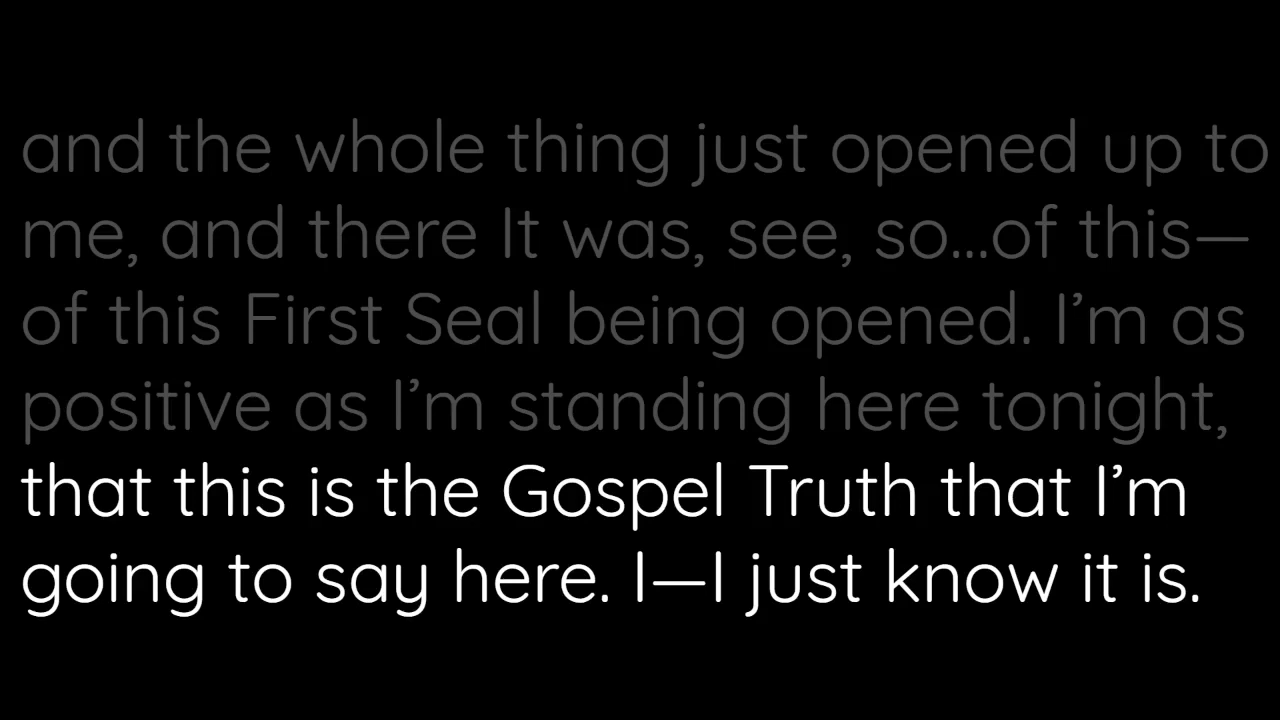 and the whole thing just opened up to
me, and there It was, see, so...of this—
of this First Seal being opened. I’m as
positive as I’m standing here tonight,
that this is the Gospel Truth that I’m
going to say here. I—I just know it is.